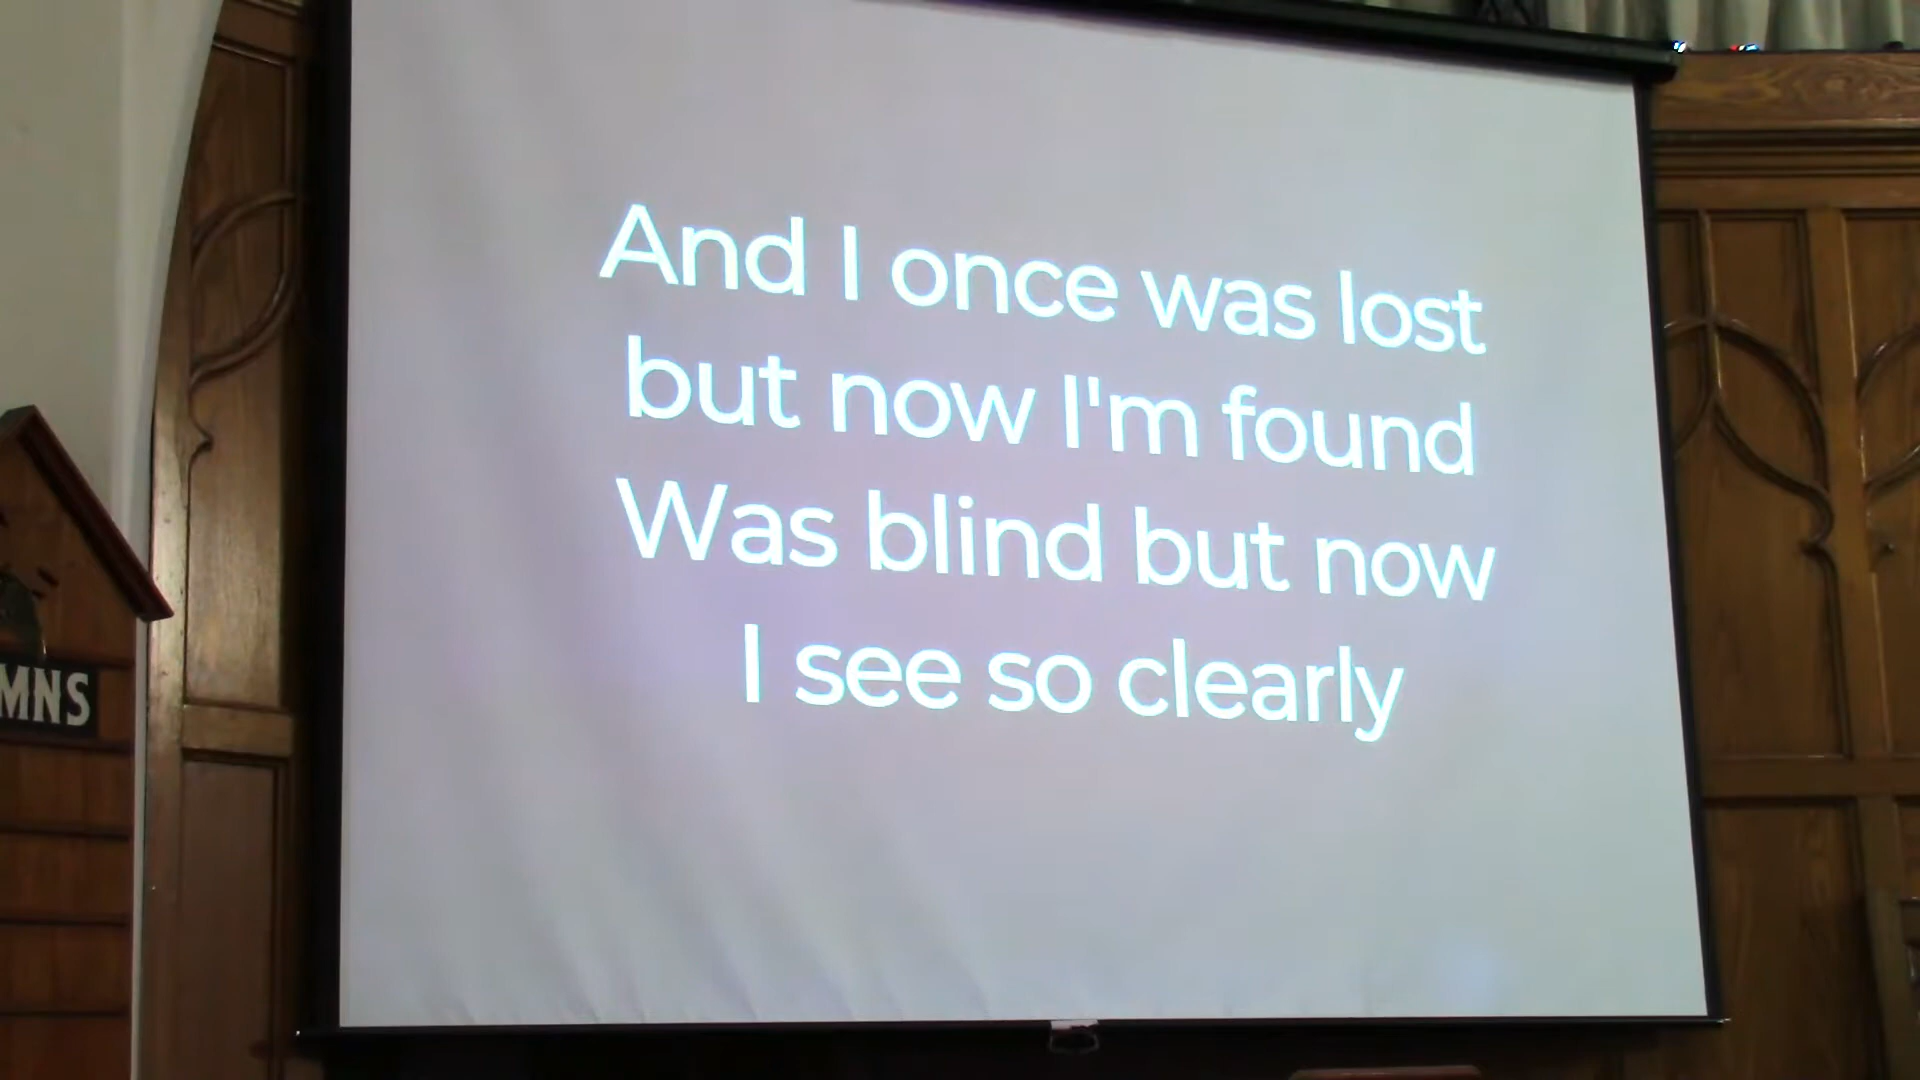 And I once was lost
but now I'm found
Was blind but now
I see so clearly
MNS